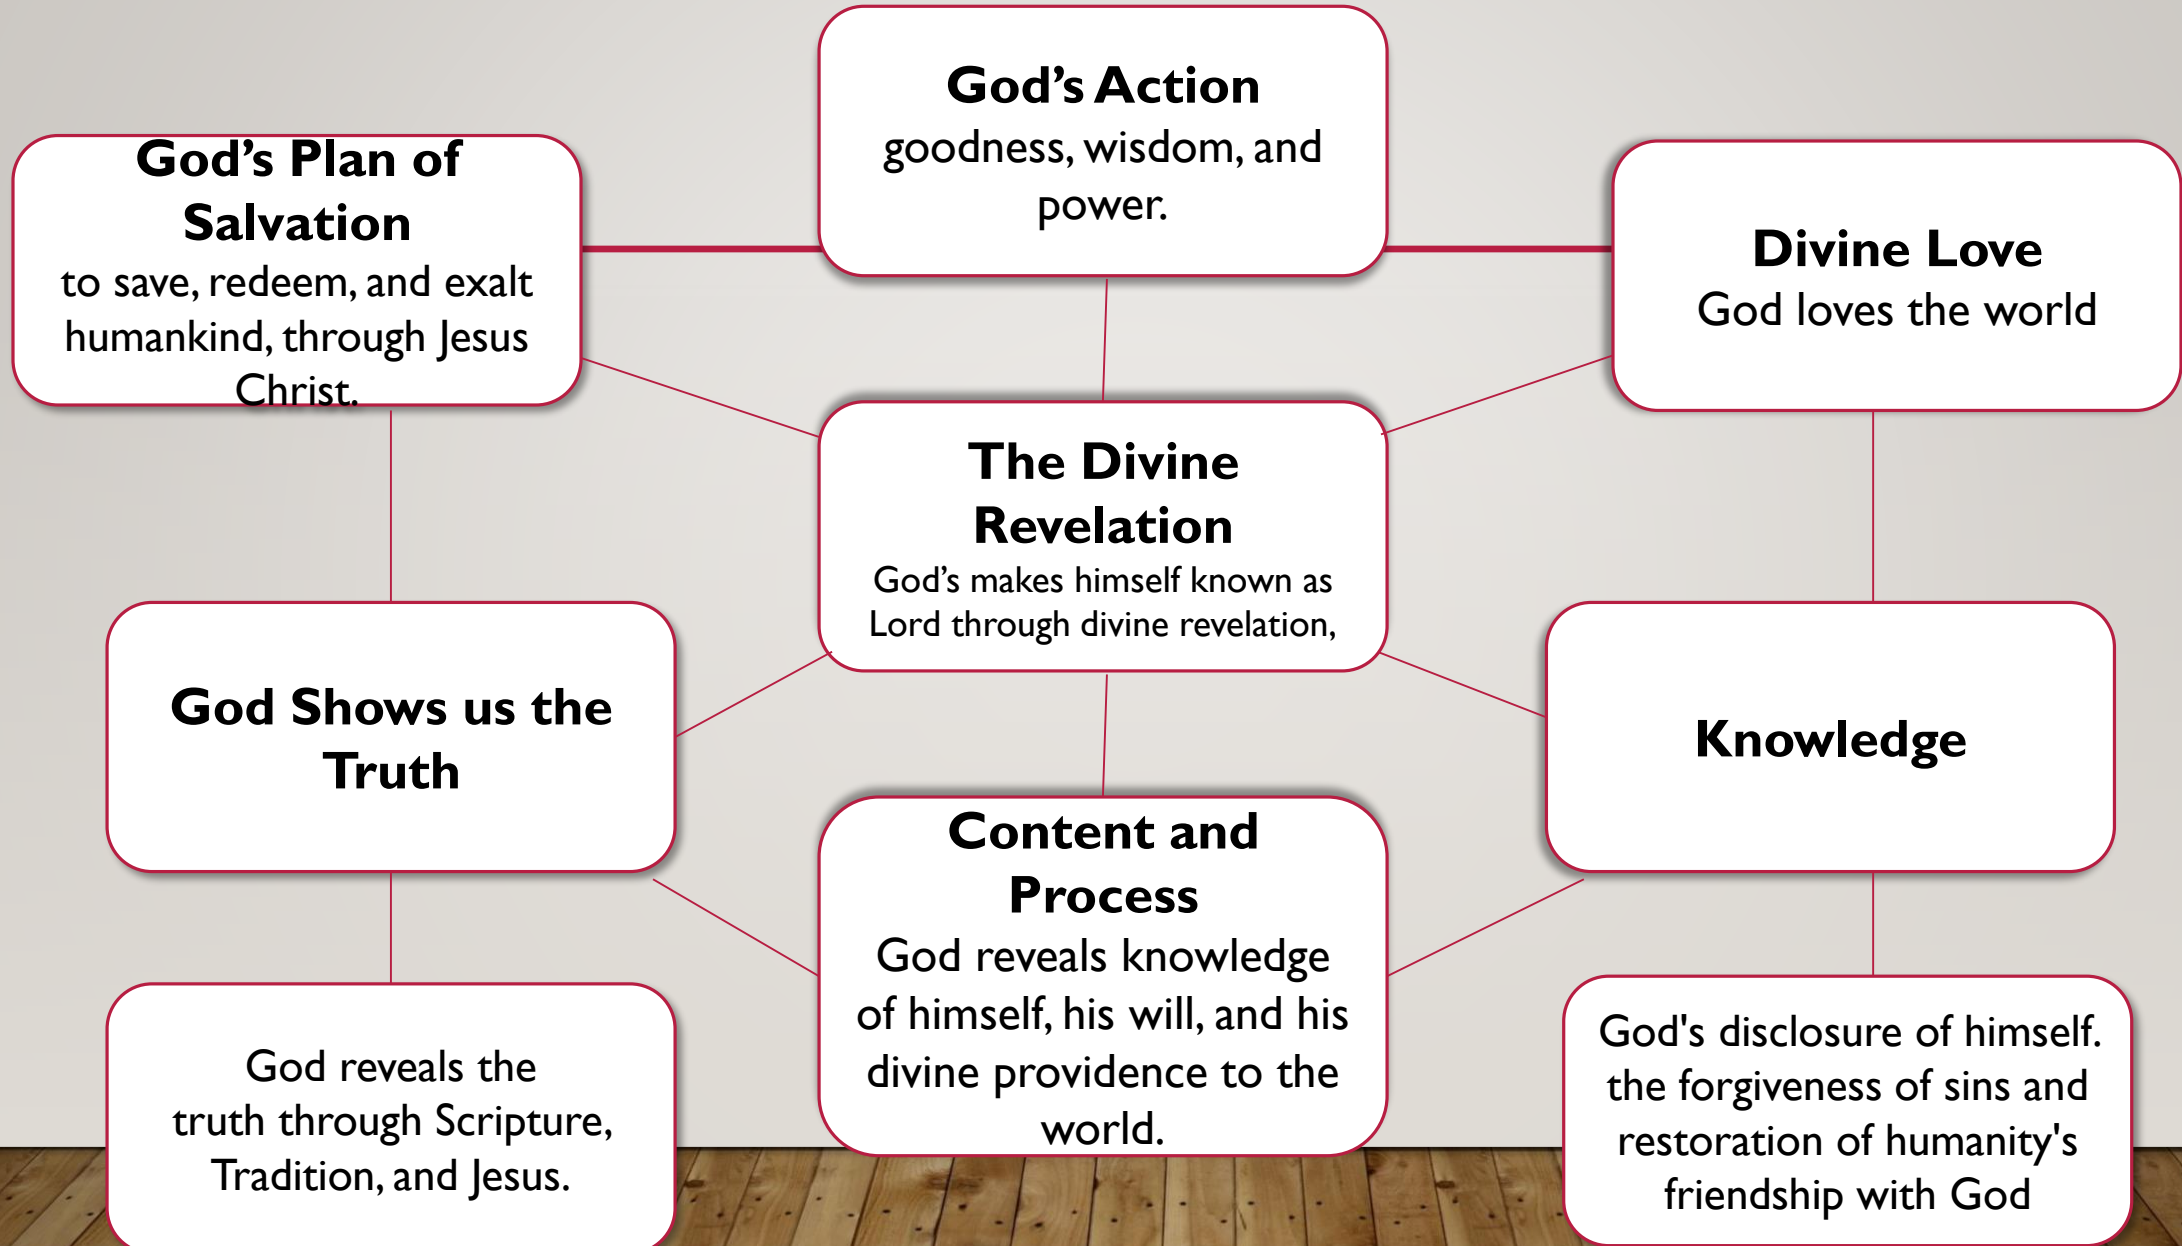 God’s Action
goodness, wisdom, and
power.
God’s Plan of
Salvation
to save, redeem, and exalt
humankind, through Jesus
Christ.
Divine Love
God loves the world
The Divine
Revelation
God’s makes himself known as
Lord through divine revelation,
God Shows us the
Truth
Knowledge
Content and
Process
God reveals knowledge
of himself, his will, and his
divine providence to the
world.
God reveals the
truth through Scripture,
Tradition, and Jesus.
God's disclosure of himself.
the forgiveness of sins and
restoration of humanity's
friendship with God